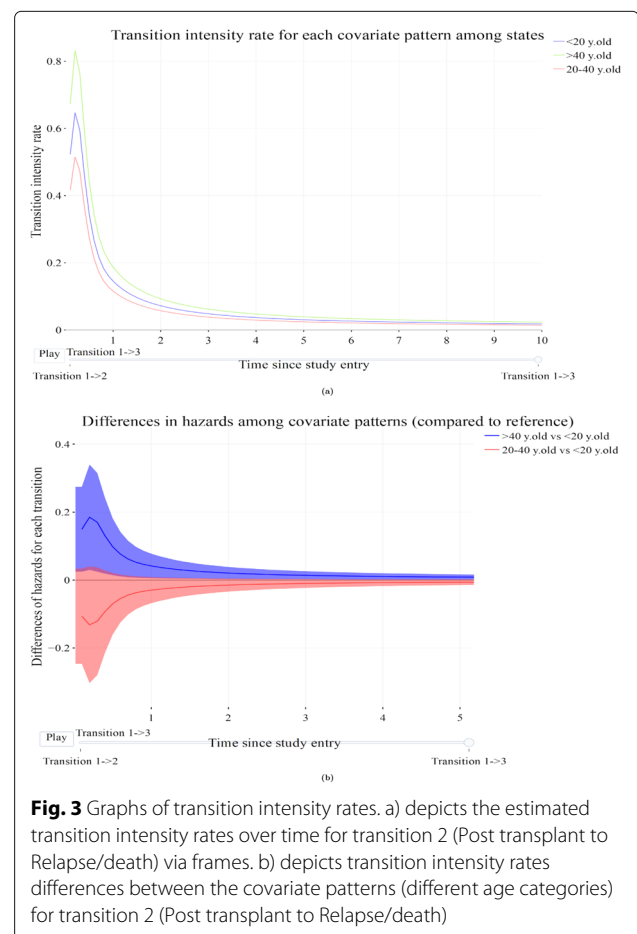 Transition intensity rate for each covariate pattern among states
<20 y.old
>40 y.old
20-40 y.old
0.8
0.6
0.4
0.2
0
Transition intensity rate
1 2 3 4 5 6 7 8 9 10
Play Transition 1->3
Time since study entry
Transition 1->2 Transition 1->3
(a)
Differences in hazards among covariate patterns (compared to reference)
>40 y.old vs <20 y.old
20-40 y.old vs <20 y.old
0.4
0.2
0
−0.2
Differences of hazards for each transition
1 2 3 4 5
Play Transition 1->3
Time since study entry
Transition 1->2 Transition 1->3
(b)
Fig. 3 Graphs of transition intensity rates. a) depicts the estimated
transition intensity rates over time for transition 2 (Post transplant to
Relapse/death) via frames. b) depicts transition intensity rates
differences between the covariate patterns (different age categories)
for transition 2 (Post transplant to Relapse/death)